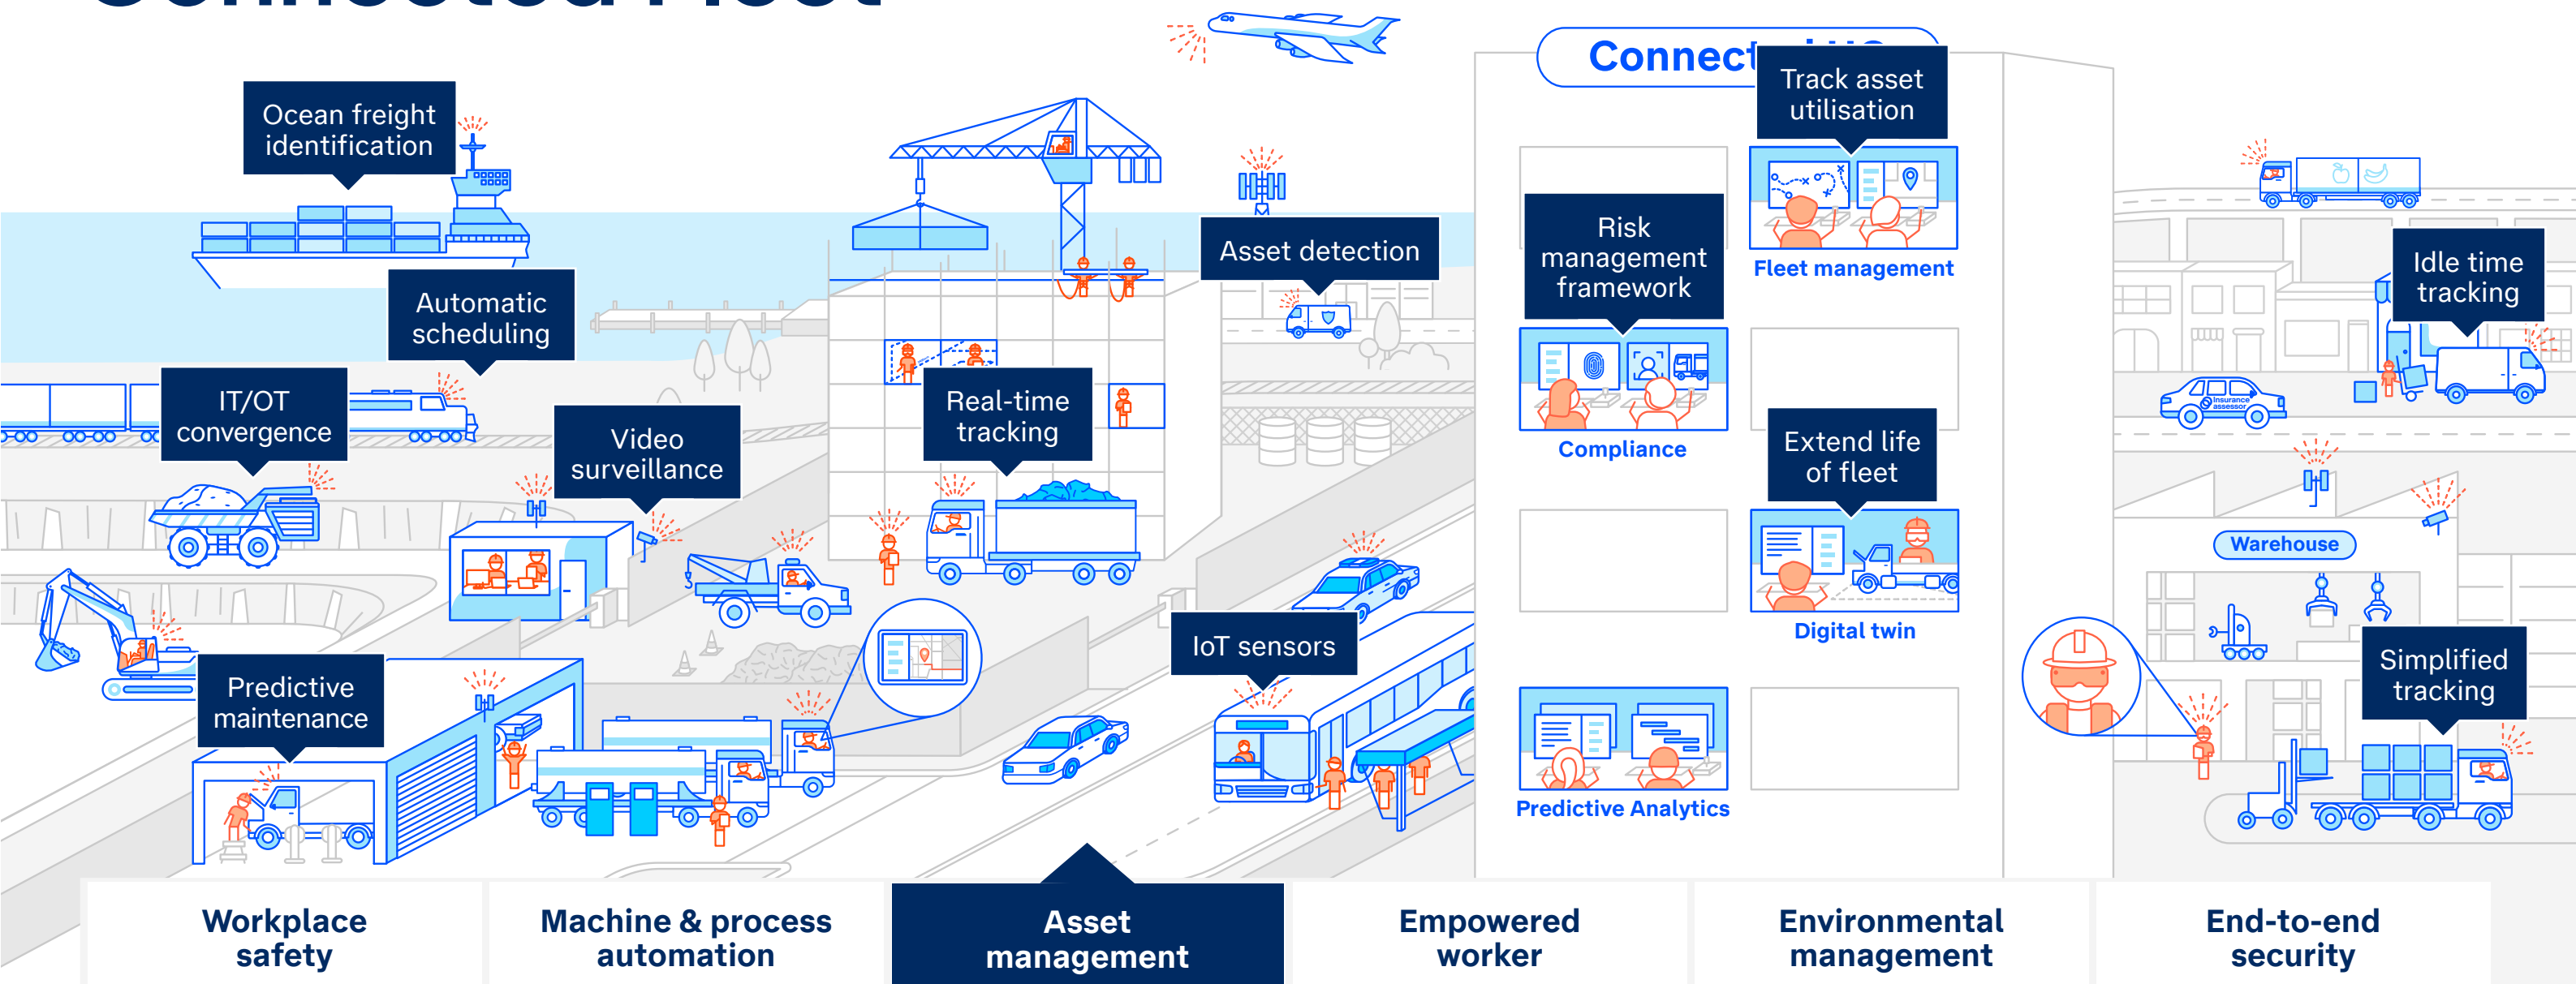 Connected Fleet
Connect
Track asset
utilisation
Ocean freight
identification
Risk
management
framework
Asset detection
Fleet management
Idle time
tracking
Automatic
scheduling
IT/OT
convergence
Real-time
tracking
Insurance
assessor
Video
surveillance
Compliance
Extend life
of fleet
Warehouse
IoT sensors
Digital twin
Simplified
tracking
Predictive
maintenance
Predictive Analytics
Workplace
safety
Machine & process
automation
Asset
management
Empowered
worker
Environmental
management
End-to-end
security